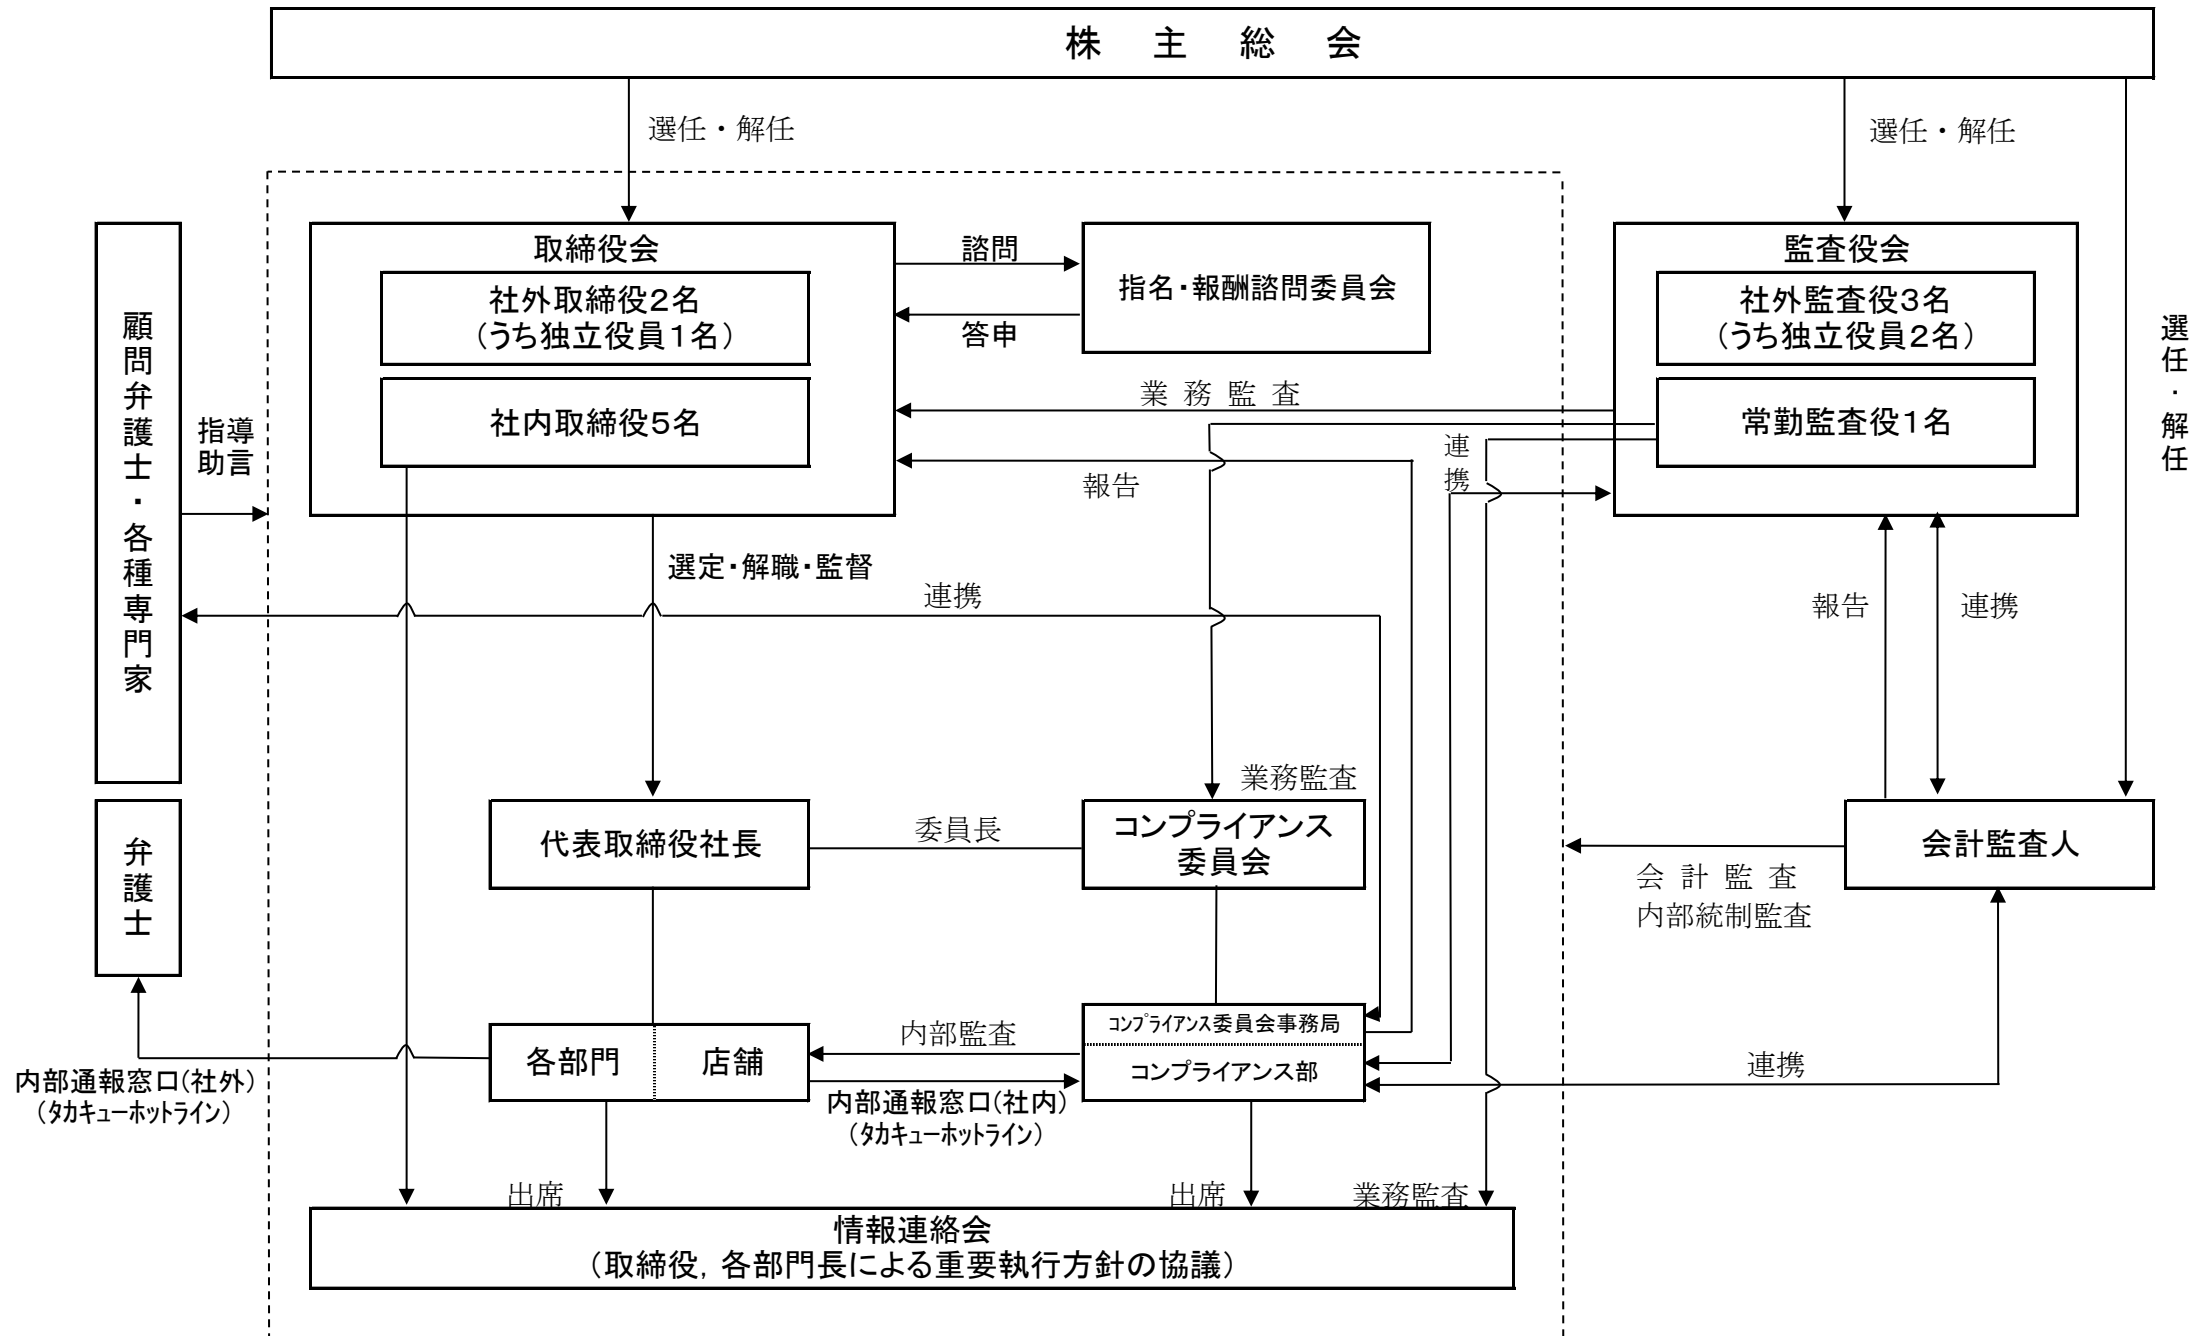 株 主 総 会
選任・解任
選任・解任
取締役会
社外取締役2名
(うち独立役員1名)
社内取締役5名
諮問
答申
指名・報酬諮問委員会
監査役会
社外監査役3名
(うち独立役員2名)
常勤監査役1名
選任・解任
顧問弁護士・各種専門家
指導
助言
業 務 監 査
報告
連携
選定・解職・監督
連携
報告
連携
業務監査
代表取締役社長
委員長
コンプライアンス
委員会
会計監査人
会 計 監 査
内部統制監査
弁護士
各部門
店舗
内部監査
コンプライアンス委員会事務局
コンプライアンス部
連携
内部通報窓口(社外)
(タカキューホットライン)
内部通報窓口(社内)
(タカキューホットライン)
出席
出席
業務監査
情報連絡会
(取締役,各部門長による重要執行方針の協議)